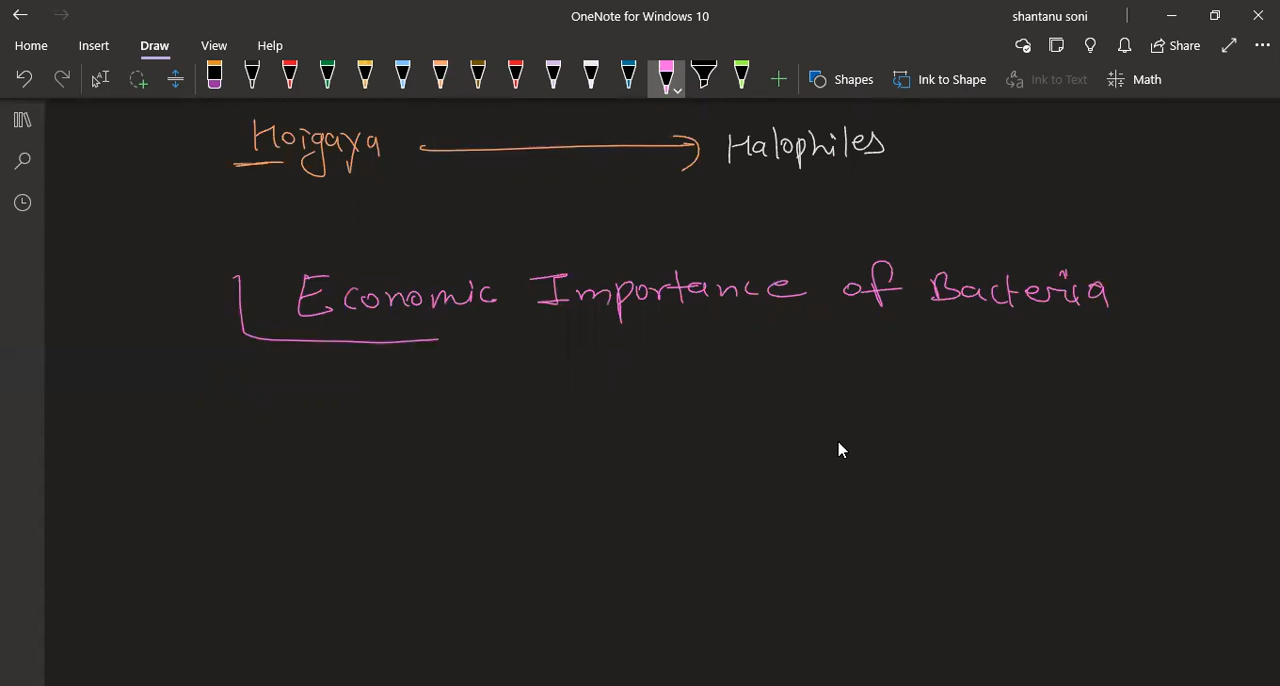 OneNote for Windows 10
shantanu soni
Home Insert Draw View Help
Share
Shapes Ink to Shape Ink to Text Math
Hoigaya Halophiles
Economic Importance of Bacteria